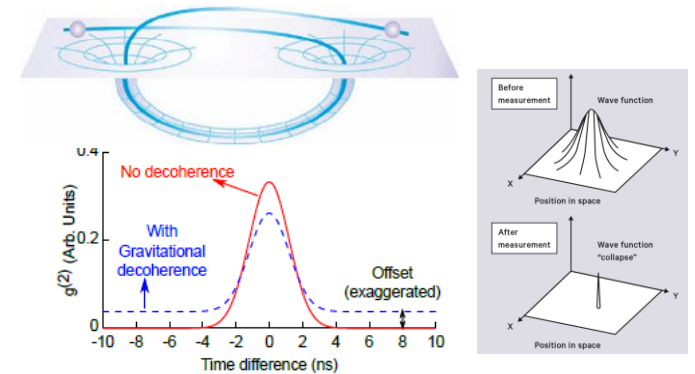 0.4
No decoherence
With
Gravitational
decoherence
g(2) (Arb. Units)
0.2
Offset
(exaggerated)
0
-10 -8 -6 -4 -2 0 2 4 6 8 10
Time difference (ns)
Before
measurement
Wave function
Y
X
Position in space
After
measurement
Wave function
"collapse"
Y
X
Position in space